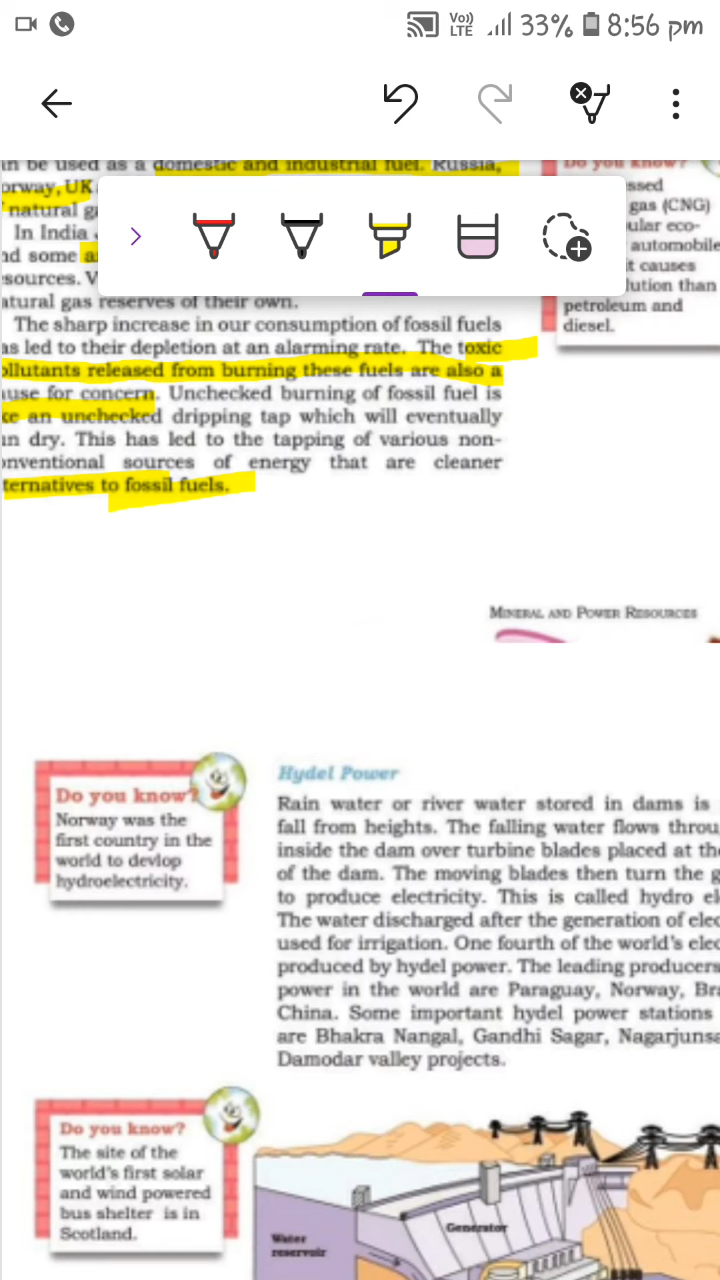 Vo))
LTE
33%
8:56 pm
n be used as a domestic and industrial fuel. Russia,
orway, UK
natural g
In India
nd some a
sources. V
atural gas reserves of their own.
The sharp increase in our consumption of fossil fuels
as led to their depletion at an alarming rate. The toxic
ollutants released from burning these fuels are also a
ause for concern. Unchecked burning of fossil fuel is
ke an unchecked dripping tap which will eventually
un dry. This has led to the tapping of various non-
onventional sources of energy that are cleaner
ternatives to fossil fuels.
Do you know?
ssed
gas (CNG)
ular eco-
automobile
t causes
lution than
petroleum and
diesel.
MINERAL AND POWER RESOURCES
Do you know?
Norway was the
first country in the
world to devlop
hydroelectricity.
Hydel Power
Rain water or river water stored in dams is
fall from heights. The falling water flows throu
inside the dam over turbine blades placed at the
of the dam. The moving blades then turn the g
to produce electricity. This is called hydro el
The water discharged after the generation of elec
used for irrigation. One fourth of the world's elec
produced by hydel power. The leading producers
power in the world are Paraguay, Norway, Bra
China. Some important hydel power stations
are Bhakra Nangal, Gandhi Sagar, Nagarjunsa
Damodar valley projects.
Do you know?
The site of the
world's first solar
and wind powered
bus shelter is in
Scotland.
Generator
Water
reservoir